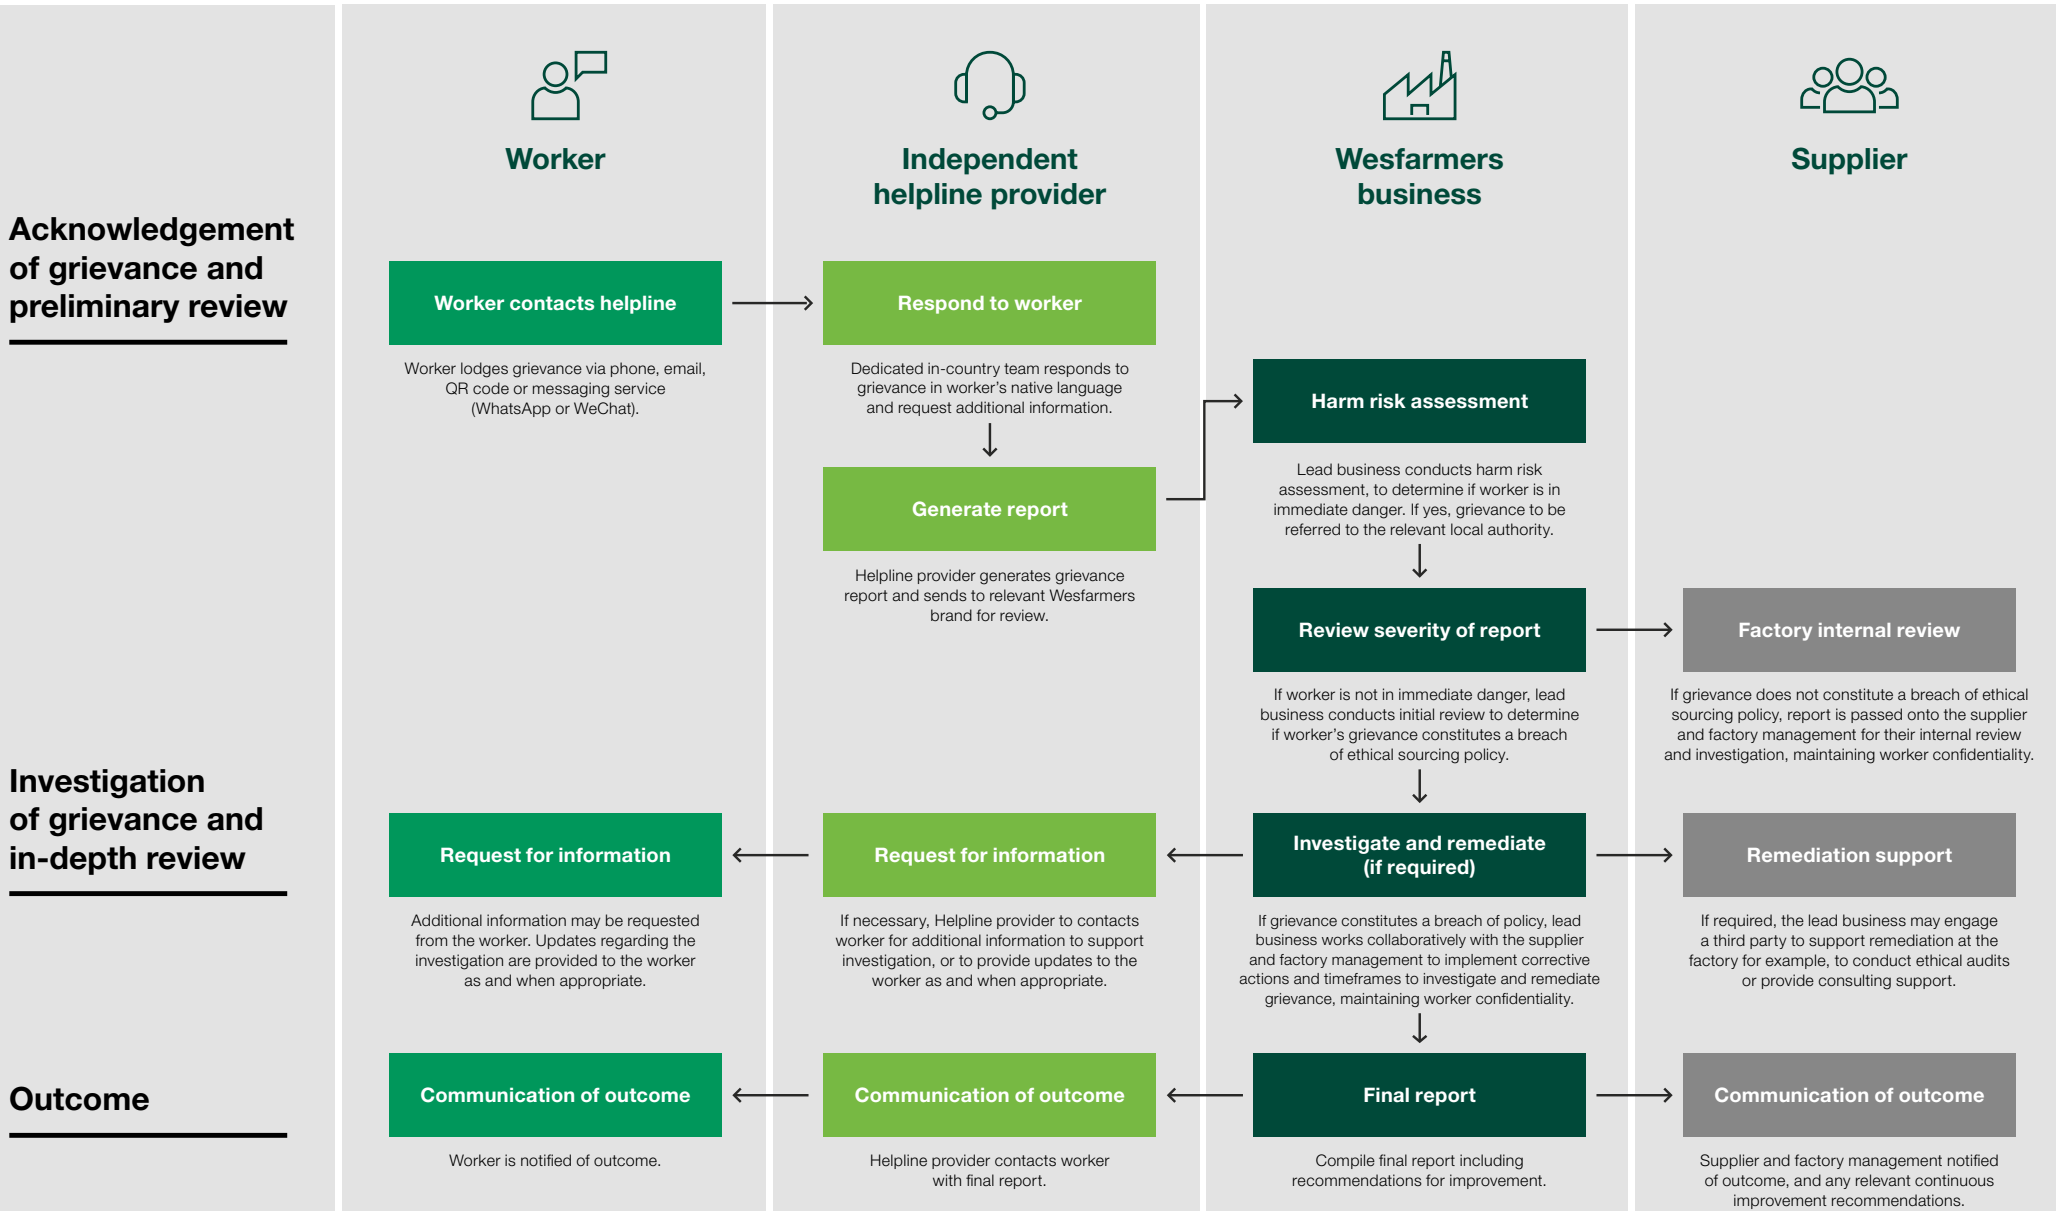 Worker
Independent
helpline provider
Wesfarmers
business
Supplier
Acknowledgement
of grievance and
preliminary review
Worker contacts helpline
Worker lodges grievance via phone, email,
QR code or messaging service
(WhatsApp or WeChat).
Respond to worker
Dedicated in-country team responds to
grievance in worker's native language
and request additional information.
Generate report
Helpline provider generates grievance
report and sends to relevant Wesfarmers
brand for review.
Harm risk assessment
Lead business conducts harm risk
assessment, to determine if worker is in
immediate danger. If yes, grievance to be
referred to the relevant local authority.
Review severity of report
If worker is not in immediate danger, lead
business conducts initial review to determine
if worker's grievance constitutes a breach
of ethical sourcing policy.
Factory internal review
If grievance does not constitute a breach of ethical
sourcing policy, report is passed onto the supplier
and factory management for their internal review
and investigation, maintaining worker confidentiality.
Investigation
of grievance and
in-depth review
Request for information
Additional information may be requested
from the worker. Updates regarding the
investigation are provided to the worker
as and when appropriate.
Request for information
If necessary, Helpline provider to contacts
worker for additional information to support
investigation, or to provide updates to the
worker as and when appropriate.
Investigate and remediate
(if required)
If grievance constitutes a breach of policy, lead
business works collaboratively with the supplier
and factory management to implement corrective
actions and timeframes to investigate and remediate
grievance, maintaining worker confidentiality.
Remediation support
If required, the lead business may engage
a third party to support remediation at the
factory for example, to conduct ethical audits
or provide consulting support.
Outcome
Communication of outcome
Worker is notified of outcome.
Communication of outcome
Helpline provider contacts worker
with final report.
Final report
Compile final report including
recommendations for improvement.
Communication of outcome
Supplier and factory management notified
of outcome, and any relevant continuous
improvement recommendations.